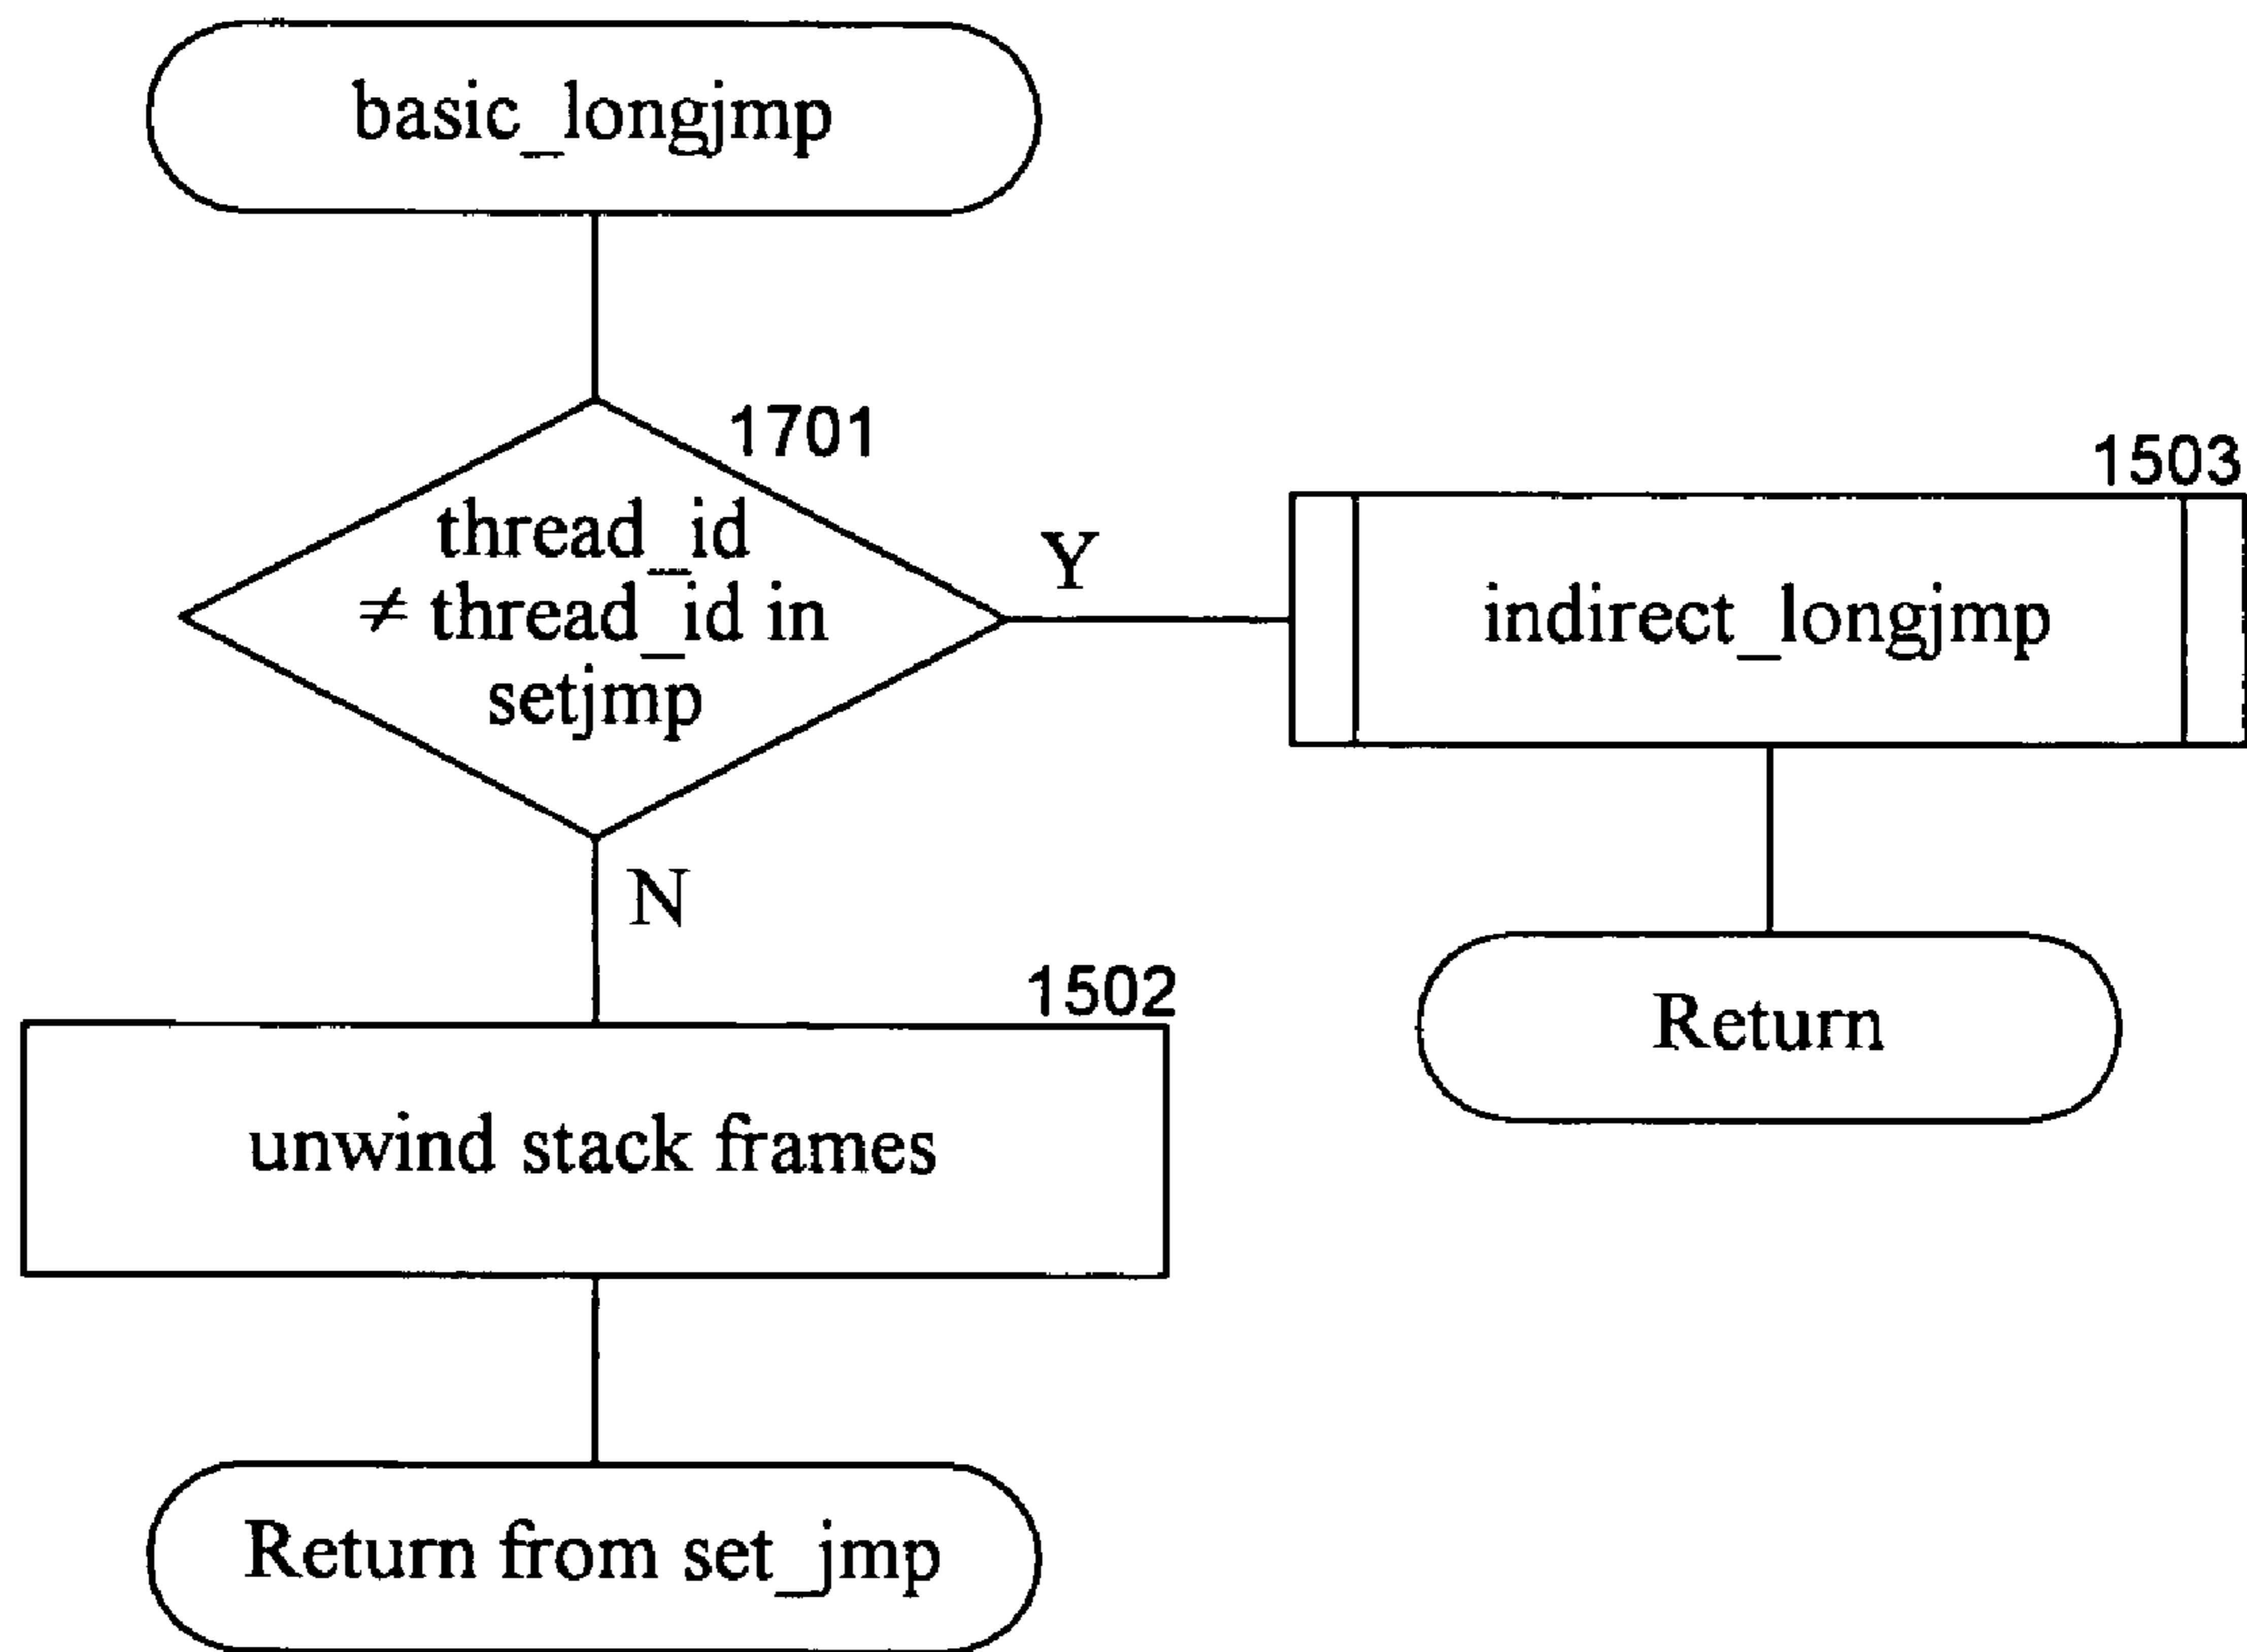 basic_longjmp
1701
thread_id
≠ thread_id in
setjmp
Y
1503
indirect_longjmp
Return
N
1502
unwind stack frames
Return from set_jmp